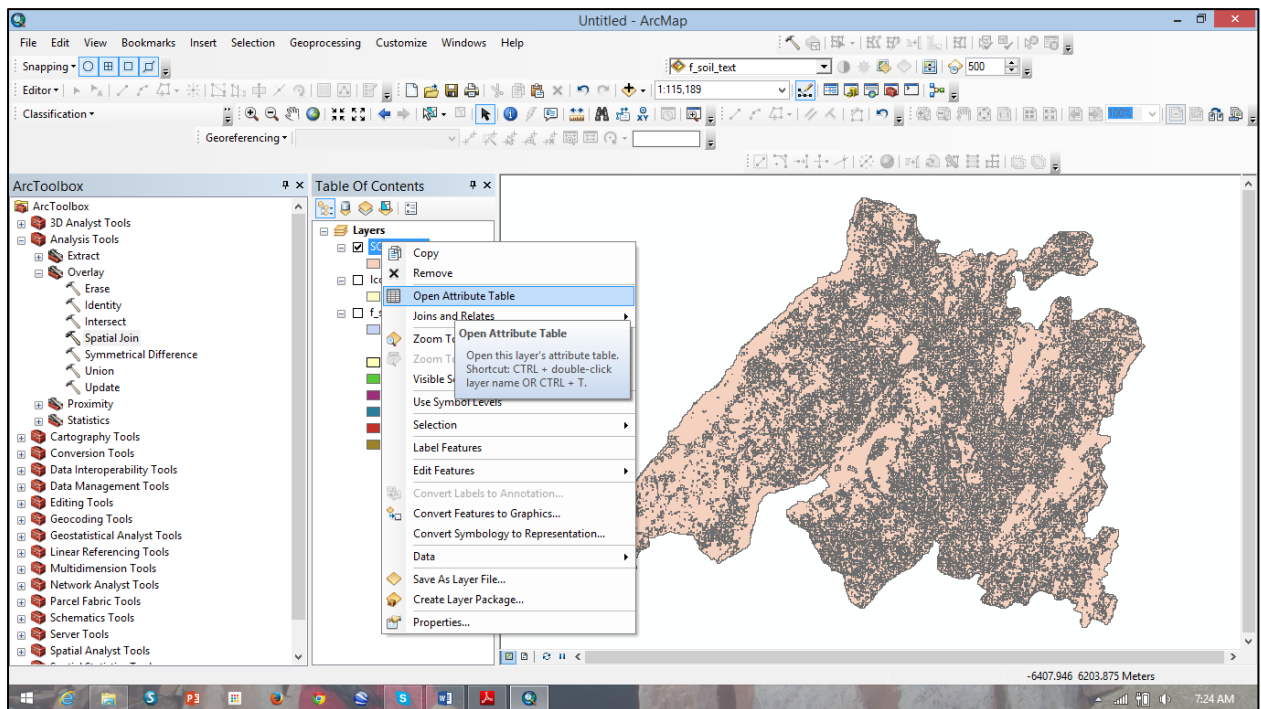 Untitled - ArcMap
File Edit View Bookmarks Insert Selection Geoprocessing Customize Windows Help
Snapping
f_soil_text
500
Editor
1:115,189
Classification
100%
Georeferencing
ArcToolbox
ArcToolbox
3D Analyst Tools
Analysis Tools
Extract
Overlay
Erase
Identity
Intersect
Spatial Join
Symmetrical Difference
Union
Update
Proximity
Statistics
Cartography Tools
Conversion Tools
Data Interoperability Tools
Data Management Tools
Editing Tools
Geocoding Tools
Geostatistical Analyst Tools
Linear Referencing Tools
Multidimension Tools
Network Analyst Tools
Parcel Fabric Tools
Schematics Tools
Server Tools
Spatial Analyst Tools
Table Of Contents
Layers
Copy
Remove
Open Attribute Table
Joins and Relates
Zoom
Open Attribute Table
Open this layer's attribute table.
Shortcut: CTRL + double-click
layer name OR CTRL + T.
Zoom
Visible
Use Symbol Levels
Selection
Label Features
Edit Features
Convert Labels to Annotation...
Convert Features to Graphics...
Convert Symbology to Representation...
Data
Save As Layer File...
Create Layer Package...
Properties...
-6407.946 6203.875 Meters
7:24 AM